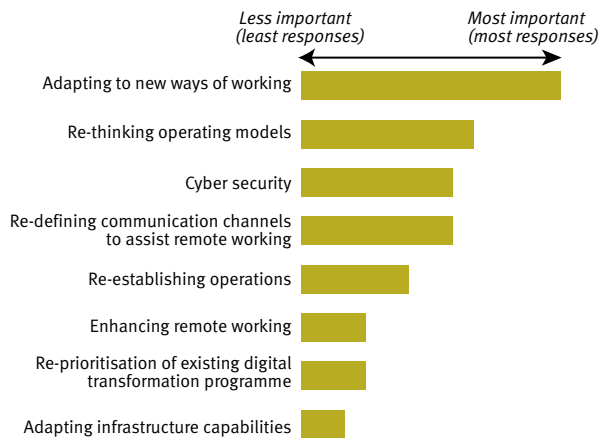 Less important
(least responses)
Most important
(most responses)
Adapting to new ways of working
Re-thinking operating models
Cyber security
Re-defining communication channels
to assist remote working
Re-establishing operations
Enhancing remote working
Re-prioritisation of existing digital
transformation programme
Adapting infrastructure capabilities